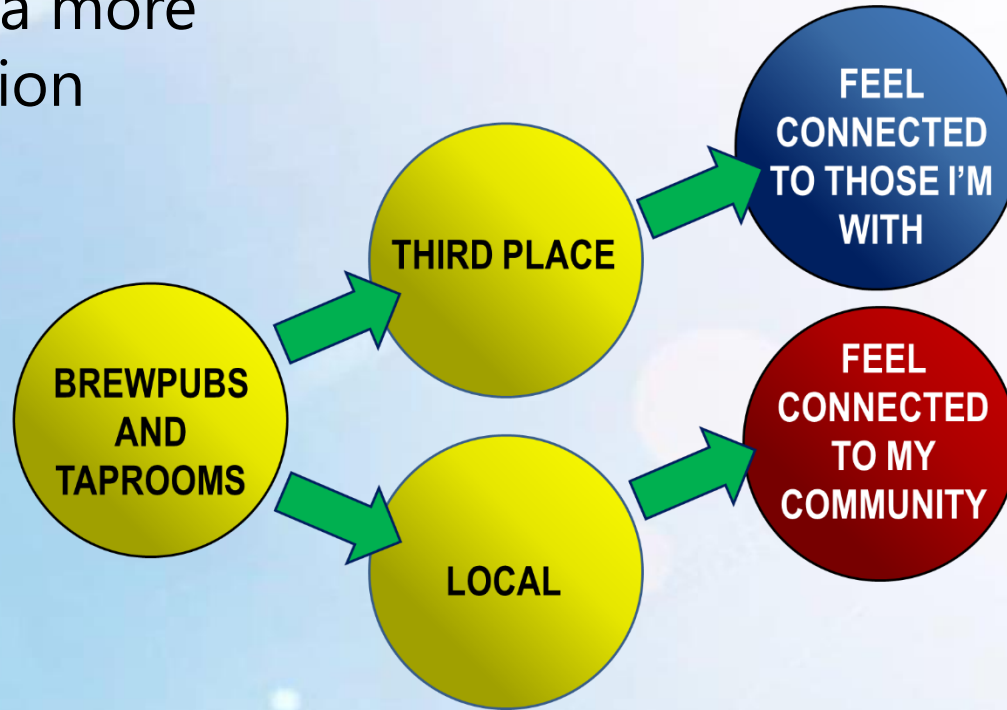 a more
ion
FEEL
CONNECTED
TO THOSE I'M
WITH
THIRD PLACE
BREWPUBS
AND
TAPROOMS
FEEL
CONNECTED
TO MY
COMMUNITY
LOCAL